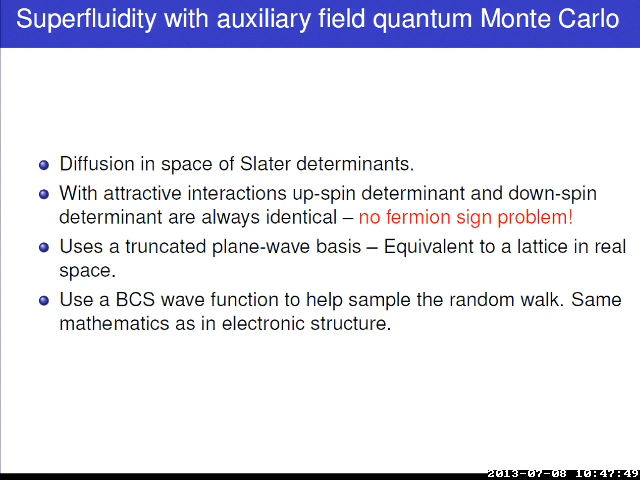 Superfluidity with auxiliary field quantum Monte Carlo
Diffusion in space of Slater determinants.
With attractive interactions up-spin determinant and down-spin
determinant are always identical – no fermion sign problem!
Uses a truncated plane-wave basis – Equivalent to a lattice in real
space.
Use a BCS wave function to help sample the random walk. Same
mathematics as in electronic structure.
2013-07-08 10:47:49